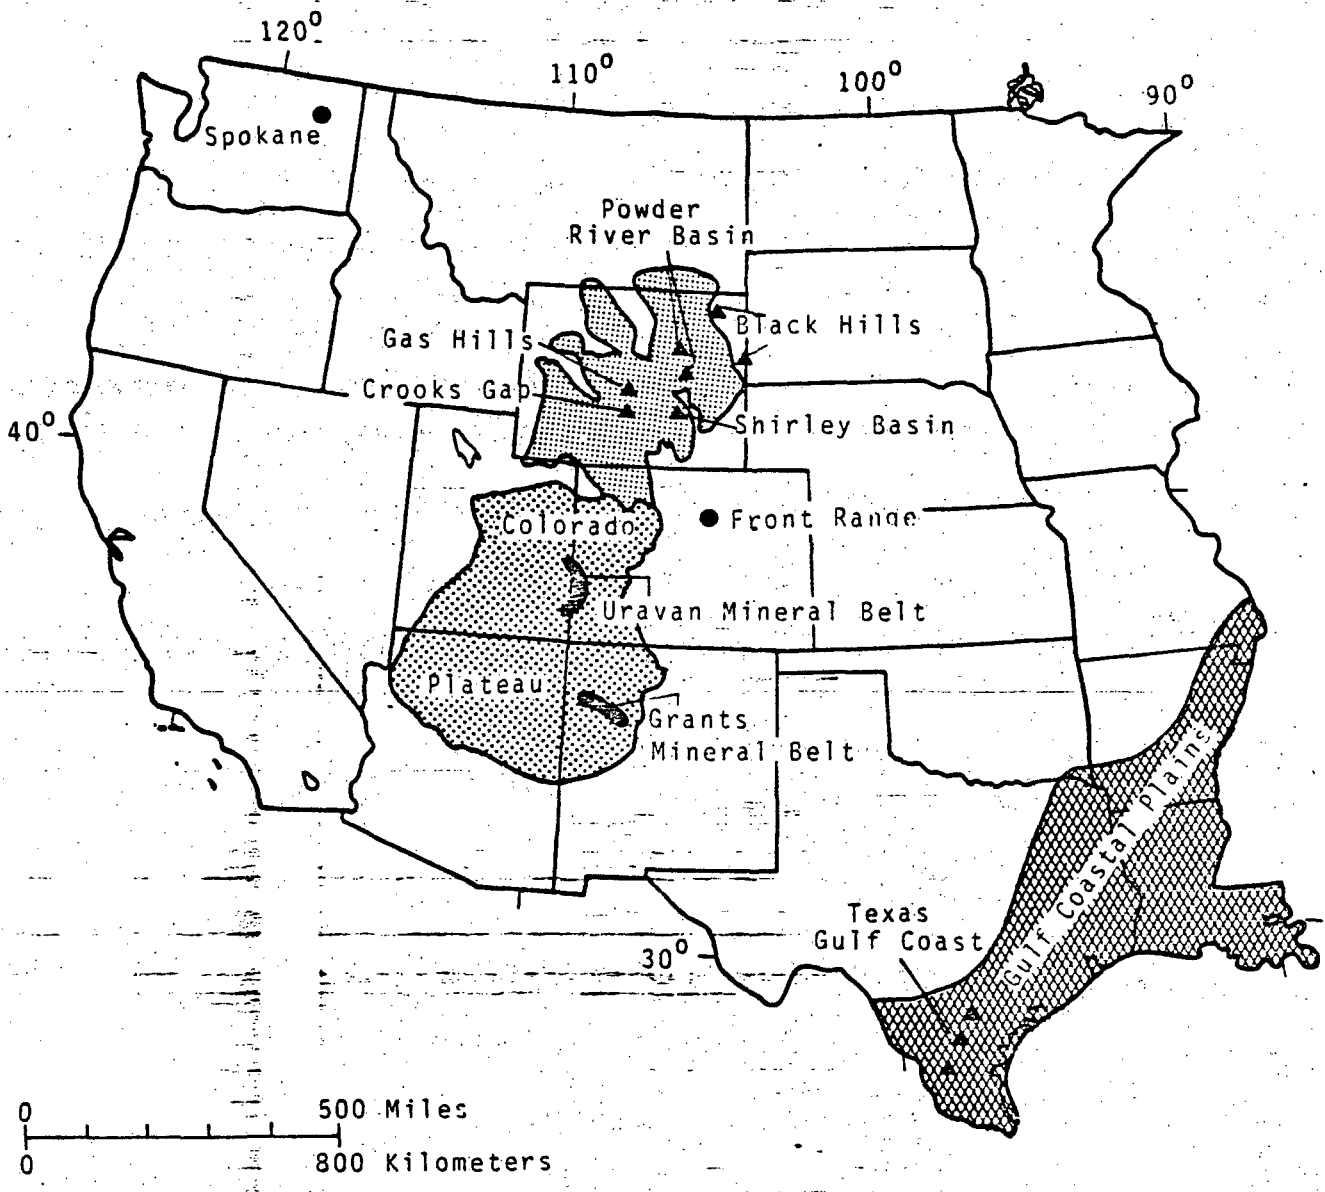 120°
110°
100°
90°
Spokane
Powder
River Basin
Gas Hills
Black Hills
Crooks Gap
40°
Shirley Basin
Colorado
Front Range
Uravan Mineral Belt
Plateau
Grants
Mineral Belt
Gulf Coastal Plains
Texas
Gulf Coast
30°
0
500 Miles
0
800 Kilometers